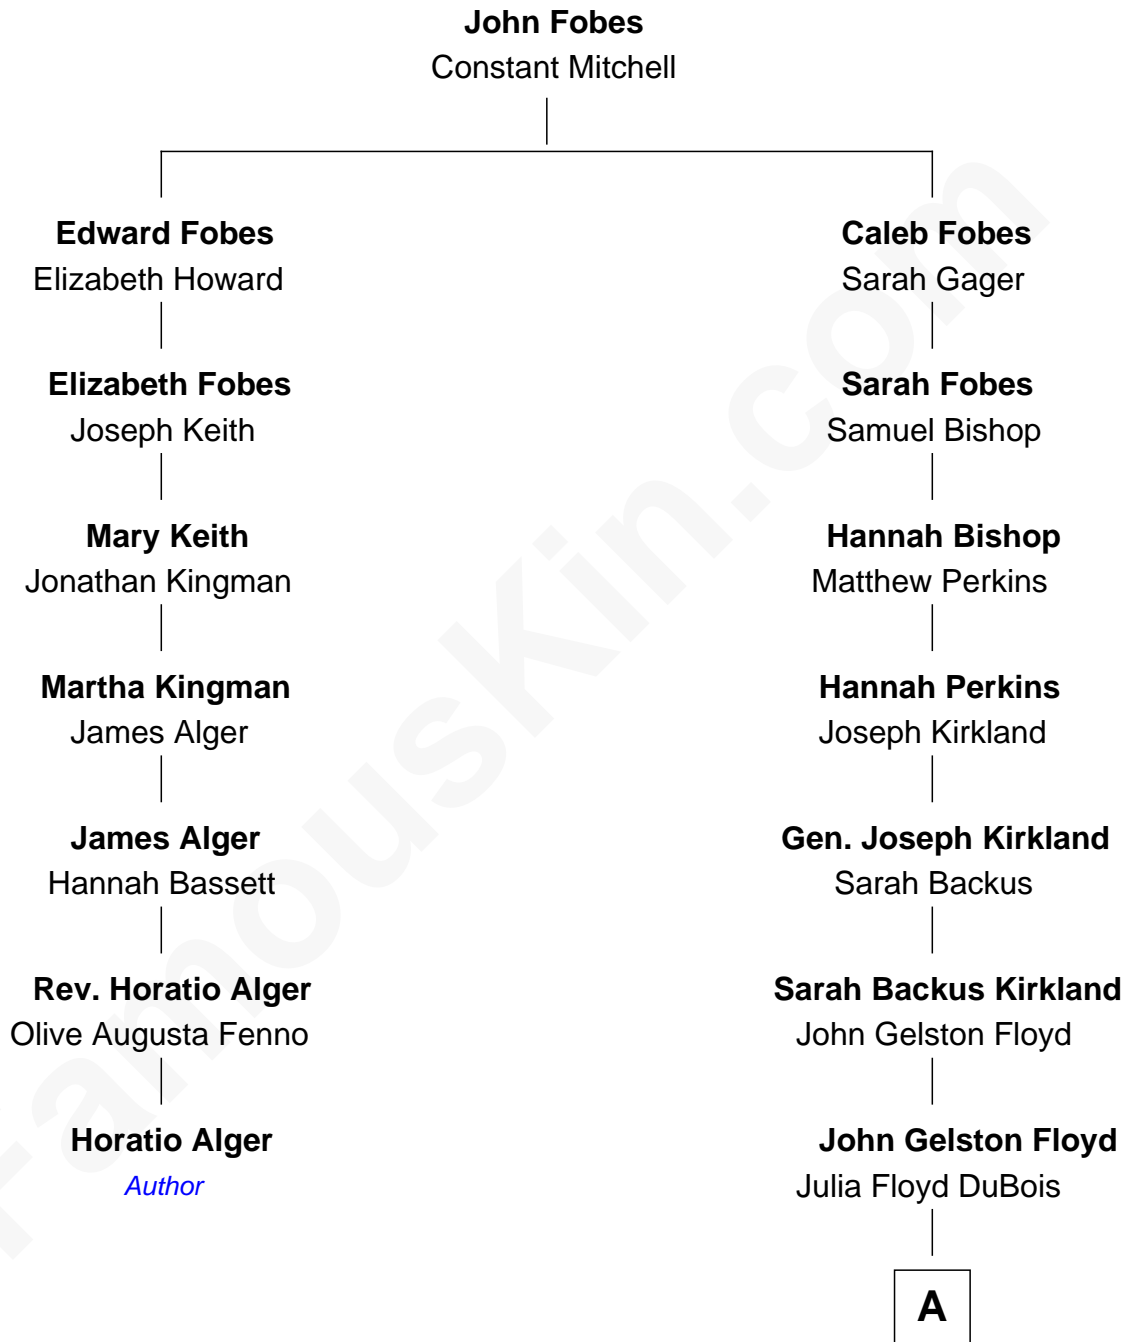 John Fobes
Constant Mitchell
Edward Fobes
Elizabeth Howard
Caleb Fobes
Sarah Gager
Elizabeth Fobes
Joseph Keith
Sarah Fobes
Samuel Bishop
Mary Keith
Jonathan Kingman
Hannah Bishop
Matthew Perkins
Martha Kingman
James Alger
Hannah Perkins
Joseph Kirkland
James Alger
Hannah Bassett
Gen. Joseph Kirkland
Sarah Backus
Rev. Horatio Alger
Olive Augusta Fenno
Sarah Backus Kirkland
John Gelston Floyd
Horatio Alger
Author
John Gelston Floyd
Julia Floyd DuBois
A
FamousKin.com